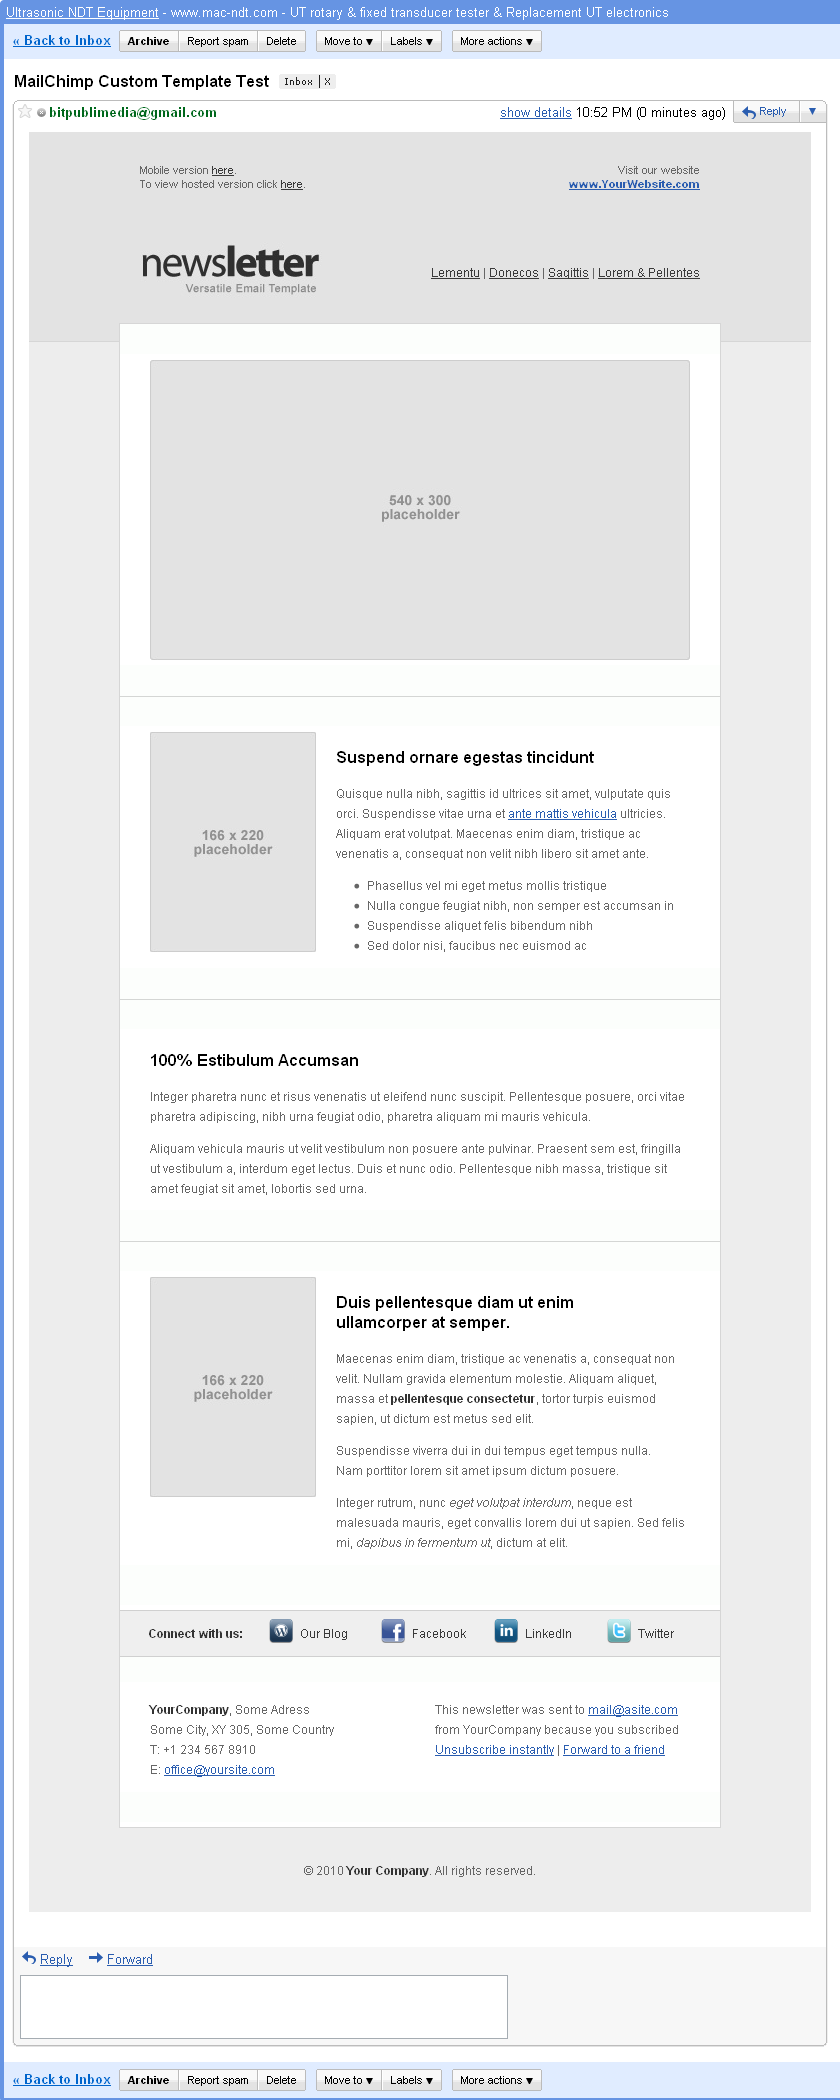 Ultrasonic NDT Equipment - www.mac-ndt.com - UT rotary & fixed transducer tester & Replacement UT electronics
« Back to Inbox Archive Report spam Delete Move to ▼ Labels ▼ More actions ▼
MailChimp Custom Template Test Inbox | X
bitpublimedia@gmail.com show details 10:52 PM (0 minutes ago) Reply ▼
Mobile version here.
To view hosted version click here.
Visit our website
www.YourWebsite.com
newsletter
Versatile Email Template
Lementu | Donecos | Sagittis | Lorem & Pellentes
540 x 300
placeholder
166 x 220
placeholder
Suspend ornare egestas tincidunt
Quisque nulla nibh, sagittis id ultrices sit amet, vulputate quis
orci. Suspendisse vitae urna et ante mattis vehicula ultricies.
Aliquam erat volutpat. Maecenas enim diam, tristique ac
venenatis a, consequat non velit nibh libero sit amet ante.
• Phasellus vel mi eget metus mollis tristique
• Nulla congue feugiat nibh, non semper est accumsan in
• Suspendisse aliquet felis bibendum nibh
• Sed dolor nisi, faucibus nec euismod ac
100% Estibulum Accumsan
Integer pharetra nunc et risus venenatis ut eleifend nunc suscipit. Pellentesque posuere, orci vitae
pharetra adipiscing, nibh urna feugiat odio, pharetra aliquam mi mauris vehicula.
Aliquam vehicula mauris ut velit vestibulum non posuere ante pulvinar. Praesent sem est, fringilla
ut vestibulum a, interdum eget lectus. Duis et nunc odio. Pellentesque nibh massa, tristique sit
amet feugiat sit amet, lobortis sed urna.
166 x 220
placeholder
Duis pellentesque diam ut enim
ullamcorper at semper.
Maecenas enim diam, tristique ac venenatis a, consequat non
velit. Nullam gravida elementum molestie. Aliquam aliquet,
massa et pellentesque consectetur, tortor turpis euismod
sapien, ut dictum est metus sed elit.
Suspendisse viverra dui in dui tempus eget tempus nulla.
Nam porttitor lorem sit amet ipsum dictum posuere.
Integer rutrum, nunc eget volutpat interdum, neque est
malesuada mauris, eget convallis lorem dui ut sapien. Sed felis
mi, dapibus in fermentum ut, dictum at elit.
Connect with us: Our Blog Facebook LinkedIn Twitter
YourCompany, Some Adress
Some City, XY 305, Some Country
T: +1 234 567 8910
E: office@yoursite.com
This newsletter was sent to mail@asite.com
from YourCompany because you subscribed
Unsubscribe instantly | Forward to a friend
© 2010 Your Company. All rights reserved.
Reply Forward
« Back to Inbox Archive Report spam Delete Move to ▼ Labels ▼ More actions ▼